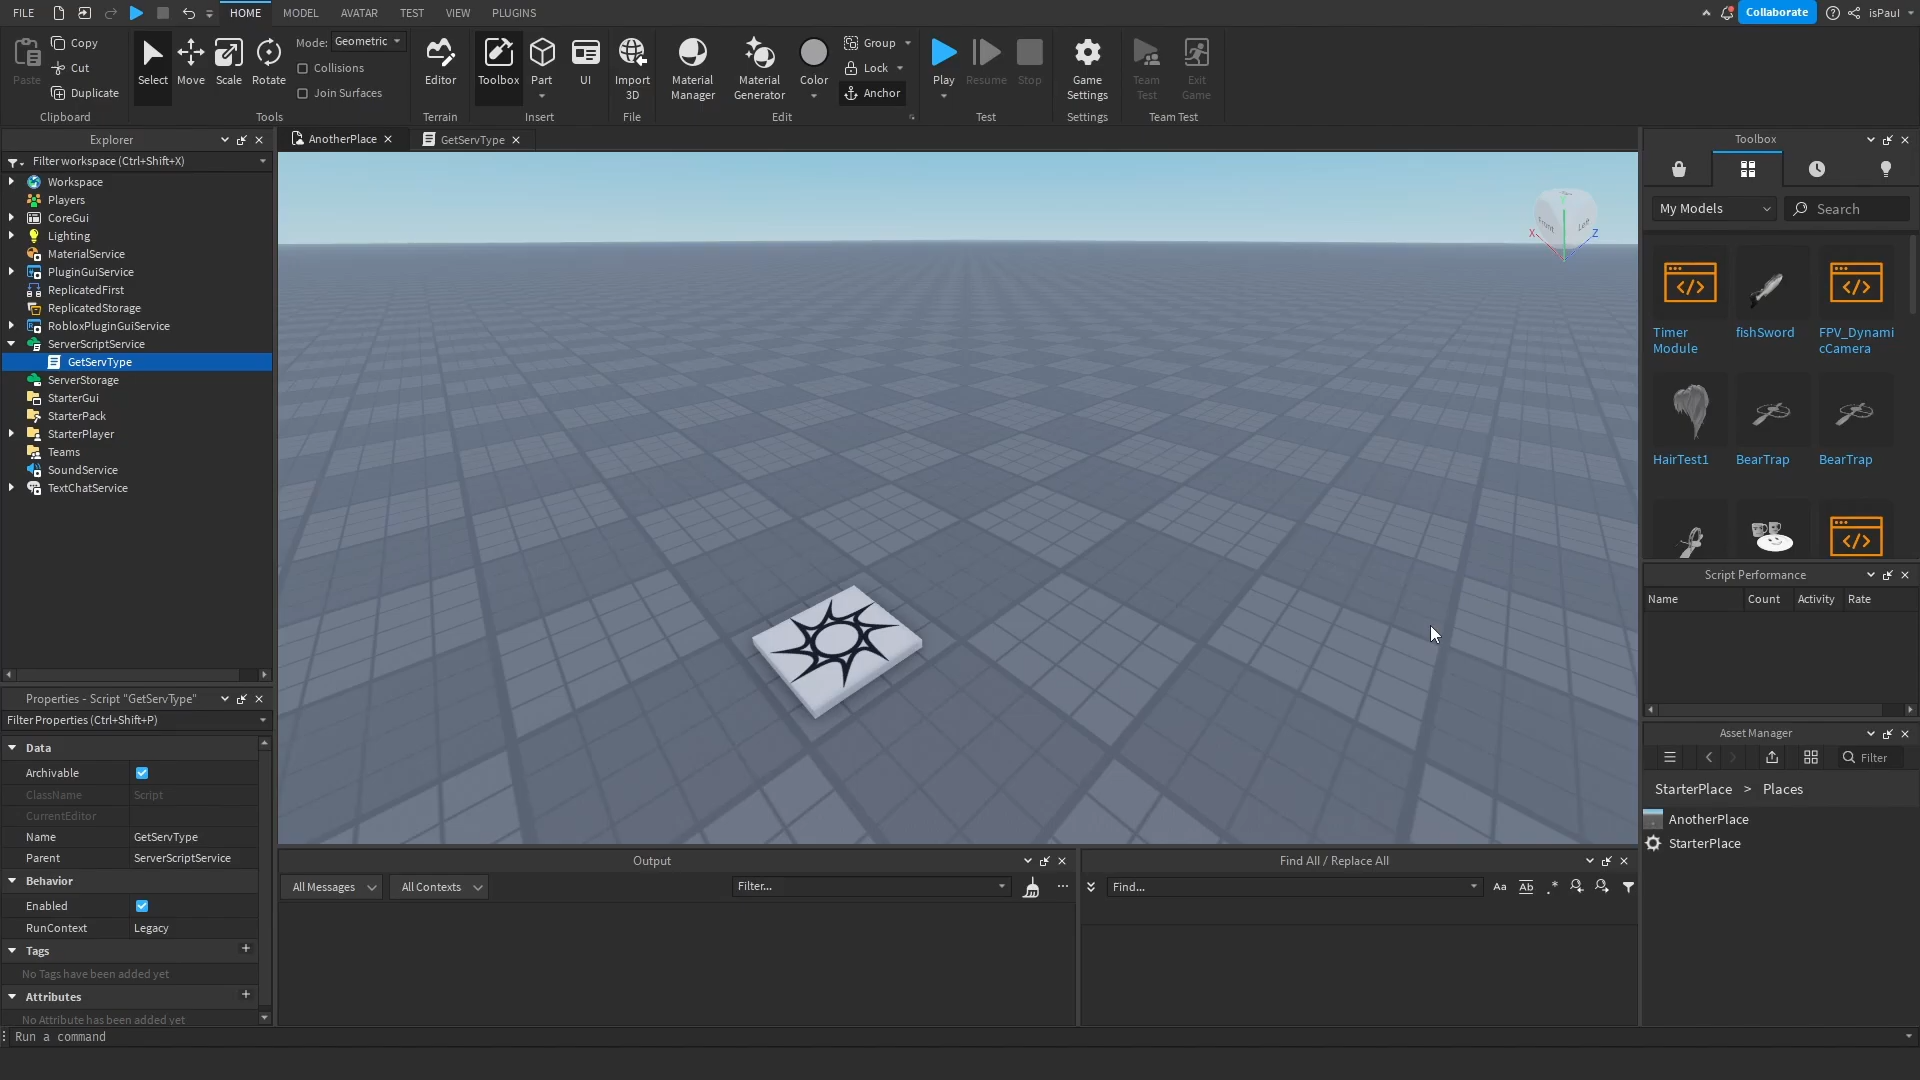 FILE
HOME
MODEL
AVATAR
TEST
VIEW
PLUGINS
Collaborate
isPaul
Paste
Copy
Cut
Duplicate
Clipboard
Select
Move
Scale
Rotate
Mode: Geometric
Collisions
Join Surfaces
Tools
Editor
Terrain
Toolbox
Part
UI
Insert
Import
3D
File
Material
Manager
Material
Generator
Color
Group
Lock
Anchor
Edit
Play
Resume
Stop
Test
Game
Settings
Settings
Team
Test
Exit
Game
Team Test
Explorer
Filter workspace (Ctrl+Shift+X)
Workspace
Players
CoreGui
Lighting
MaterialService
PluginGuiService
ReplicatedFirst
ReplicatedStorage
RobloxPluginGuiService
ServerScriptService
GetServType
ServerStorage
StarterGui
StarterPack
StarterPlayer
Teams
SoundService
TextChatService
Properties - Script "GetServType"
Filter Properties (Ctrl+Shift+P)
Data
Archivable
ClassName Script
CurrentEditor
Name GetServType
Parent ServerScriptService
Behavior
Enabled
RunContext Legacy
Tags
No Tags have been added yet
Attributes
No Attribute has been added yet
Run a command
AnotherPlace
GetServType
X
Z
Output
All Messages
All Contexts
Filter...
Find All / Replace All
Find...
Aa
Ab
.*
Toolbox
My Models
Search
Timer
Module
fishSword
FPV_Dynami
cCamera
HairTest1
BearTrap
BearTrap
Script Performance
Name Count Activity Rate
Asset Manager
Filter
StarterPlace > Places
AnotherPlace
StarterPlace